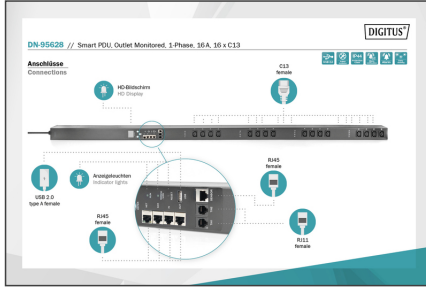 DIGITUS®
DN-95628 // Smart PDU, Outlet Monitored, 1-Phase, 16A, 16 x C13
Anschlüsse
Connections
C13
female
HD-Bildschirm
HD Display
USB 2.0
type A female
Anzeigeleuchten
Indicator lights
RJ45
female
RJ45
female
RJ11
female